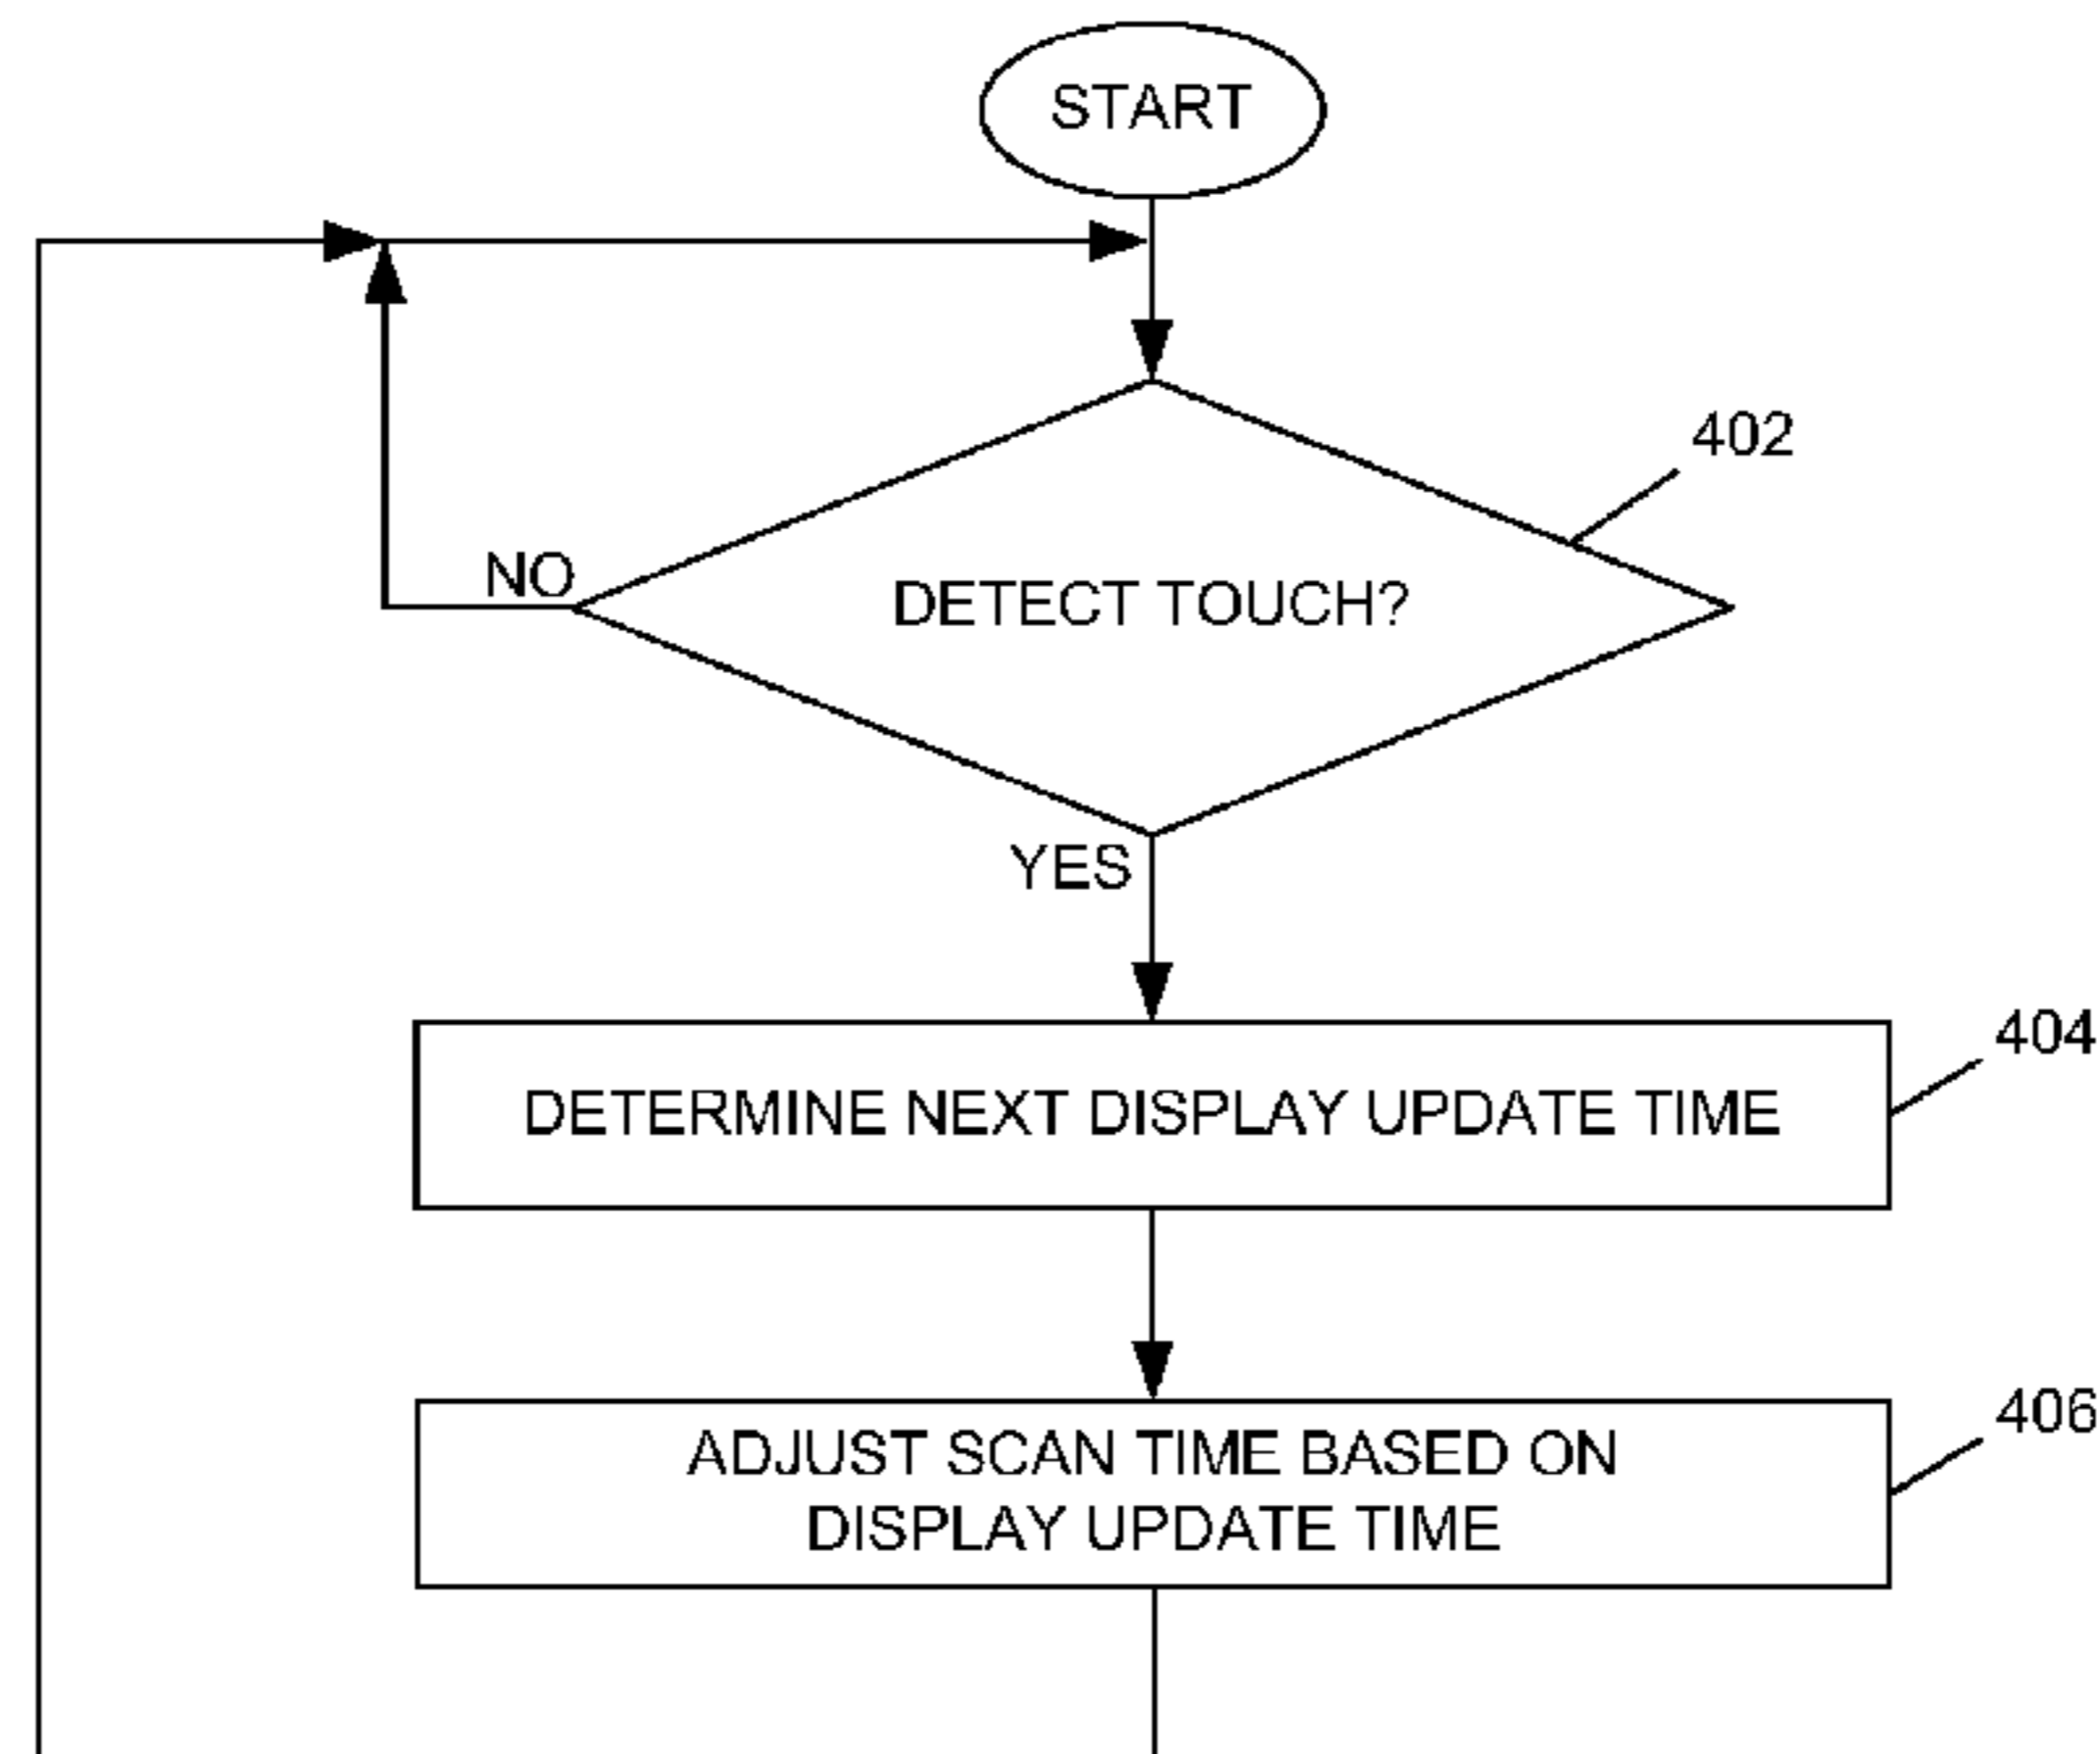 START
402
NO
DETECT TOUCH?
YES
404
DETERMINE NEXT DISPLAY UPDATE TIME
406
ADJUST SCAN TIME BASED ON
DISPLAY UPDATE TIME